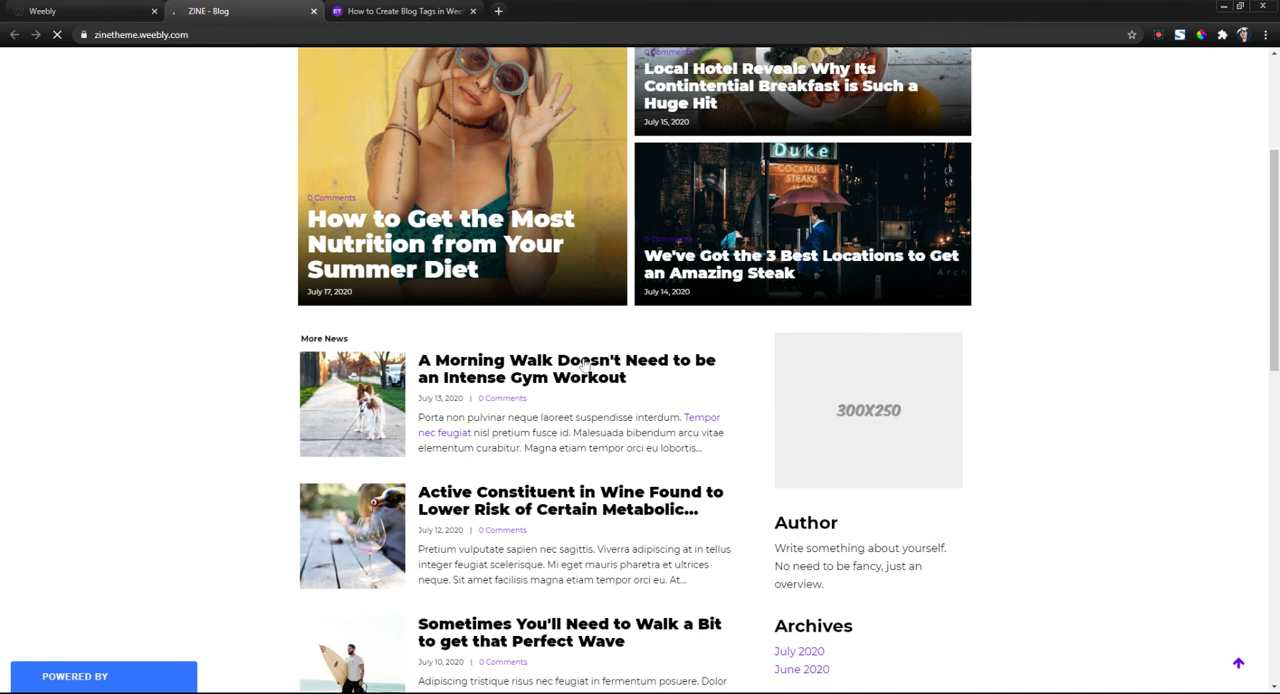 Weebly
ZINE - Blog
ET
How to Create Blog Tags in Wee
zinetheme.weebly.com
0 Comments
How to Get the Most
Nutrition from Your
Summer Diet
July 17, 2020
0 Comments
Local Hotel Reveals Why Its
Contintential Breakfast is Such a
Huge Hit
July 15, 2020
Duke
COCKTAILS
STEAKS
0 Comments
We've Got the 3 Best Locations to Get
an Amazing Steak
July 14, 2020
More News
A Morning Walk Doesn't Need to be
an Intense Gym Workout
July 13, 2020 | 0 Comments
Porta non pulvinar neque laoreet suspendisse interdum. Tempor
nec feugiat nisl pretium fusce id. Malesuada bibendum arcu vitae
elementum curabitur. Magna etiam tempor orci eu lobortis...
Active Constituent in Wine Found to
Lower Risk of Certain Metabolic...
July 12, 2020 | 0 Comments
Pretium vulputate sapien nec sagittis. Viverra adipiscing at in tellus
integer feugiat scelerisque. Mi eget mauris pharetra et ultrices
neque. Sit amet facilisis magna etiam tempor orci eu. At...
Sometimes You'll Need to Walk a Bit
to get that Perfect Wave
July 10, 2020 | 0 Comments
Adipiscing tristique risus nec feugiat in fermentum posuere. Dolor
300X250
Author
Write something about yourself.
No need to be fancy, just an
overview.
Archives
July 2020
June 2020
POWERED BY